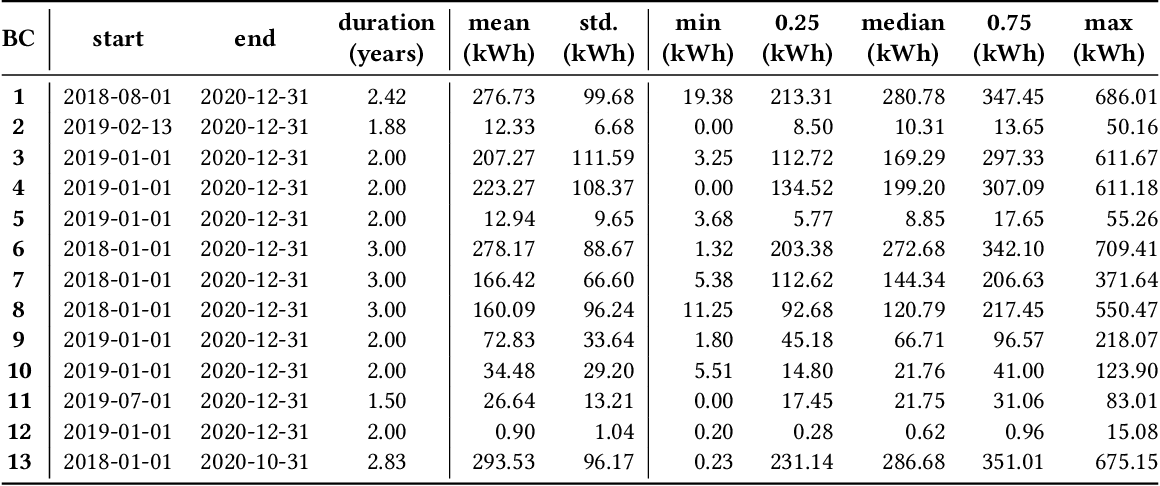 BC start end duration (years) mean (kWh) std. (kWh) min (kWh) 0.25 (kWh) median (kWh) 0.75 (kWh) max (kWh)
1 2018-08-01 2020-12-31 2.42 276.73 99.68 19.38 213.31 280.78 347.45 686.01
2 2019-02-13 2020-12-31 1.88 12.33 6.68 0.00 8.50 10.31 13.65 50.16
3 2019-01-01 2020-12-31 2.00 207.27 111.59 3.25 112.72 169.29 297.33 611.67
4 2019-01-01 2020-12-31 2.00 223.27 108.37 0.00 134.52 199.20 307.09 611.18
5 2019-01-01 2020-12-31 2.00 12.94 9.65 3.68 5.77 8.85 17.65 55.26
6 2018-01-01 2020-12-31 3.00 278.17 88.67 1.32 203.38 272.68 342.10 709.41
7 2018-01-01 2020-12-31 3.00 166.42 66.60 5.38 112.62 144.34 206.63 371.64
8 2018-01-01 2020-12-31 3.00 160.09 96.24 11.25 92.68 120.79 217.45 550.47
9 2019-01-01 2020-12-31 2.00 72.83 33.64 1.80 45.18 66.71 96.57 218.07
10 2019-01-01 2020-12-31 2.00 34.48 29.20 5.51 14.80 21.76 41.00 123.90
11 2019-07-01 2020-12-31 1.50 26.64 13.21 0.00 17.45 21.75 31.06 83.01
12 2019-01-01 2020-12-31 2.00 0.90 1.04 0.20 0.28 0.62 0.96 15.08
13 2018-01-01 2020-10-31 2.83 293.53 96.17 0.23 231.14 286.68 351.01 675.15